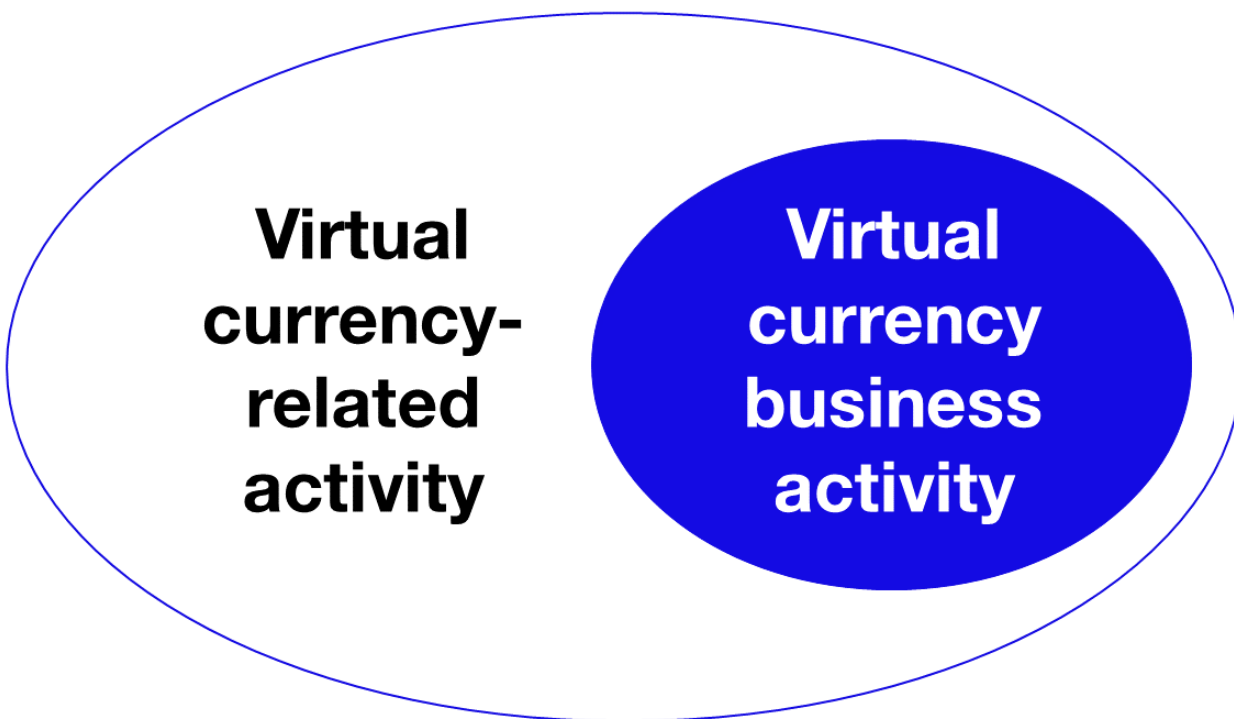 Virtual
currency-
related
activity
Virtual
currency
business
activity